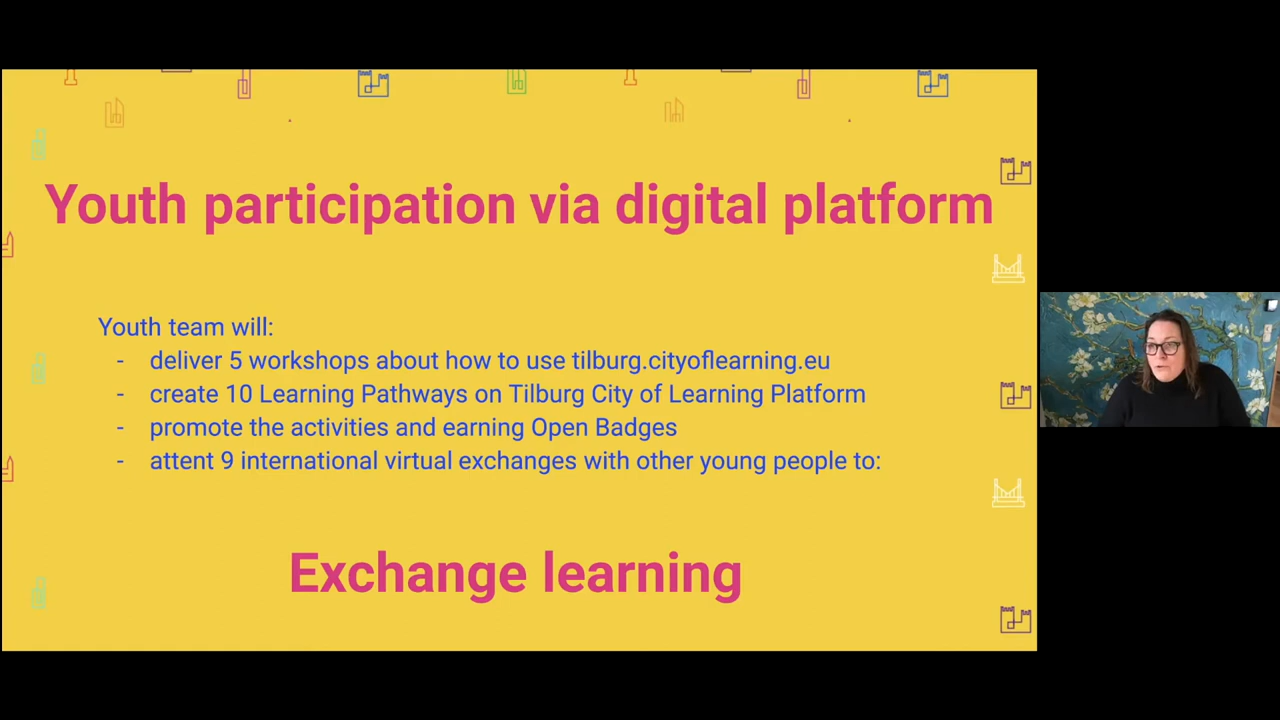 Youth participation via digital platform
Youth team will:
- deliver 5 workshops about how to use tilburg.cityoflearning.eu
- create 10 Learning Pathways on Tilburg City of Learning Platform
- promote the activities and earning Open Badges
- attent 9 international virtual exchanges with other young people to:
Exchange learning